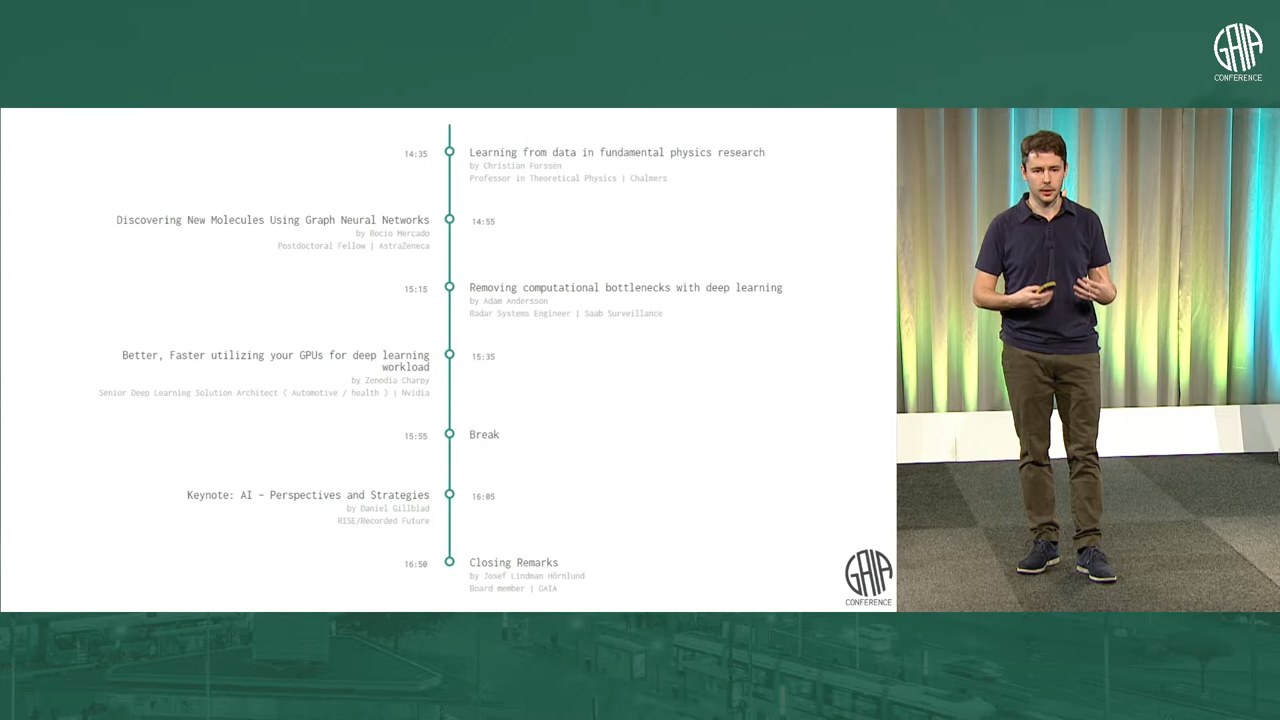 GAIA
CONFERENCE
14:35
Learning from data in fundamental physics research
by Christian Forssén
Professor in Theoretical Physics | Chalmers
Discovering New Molecules Using Graph Neural Networks
by Rocío Mercado
Postdoctoral Fellow | AstraZeneca
14:55
15:15
Removing computational bottlenecks with deep learning
by Adam Andersson
Radar Systems Engineer | Saab Surveillance
Better, Faster utilizing your GPUs for deep learning
workload
by Zenodia Charpy
Senior Deep Learning Solution Architect ( Automotive / health ) | Nvidia
15:35
15:55
Break
Keynote: AI – Perspectives and Strategies
by Daniel Gillblad
RISE/Recorded Future
16:05
16:50
Closing Remarks
by Josef Lindman Hörnlund
Board member | GAIA
GAIA
CONFERENCE